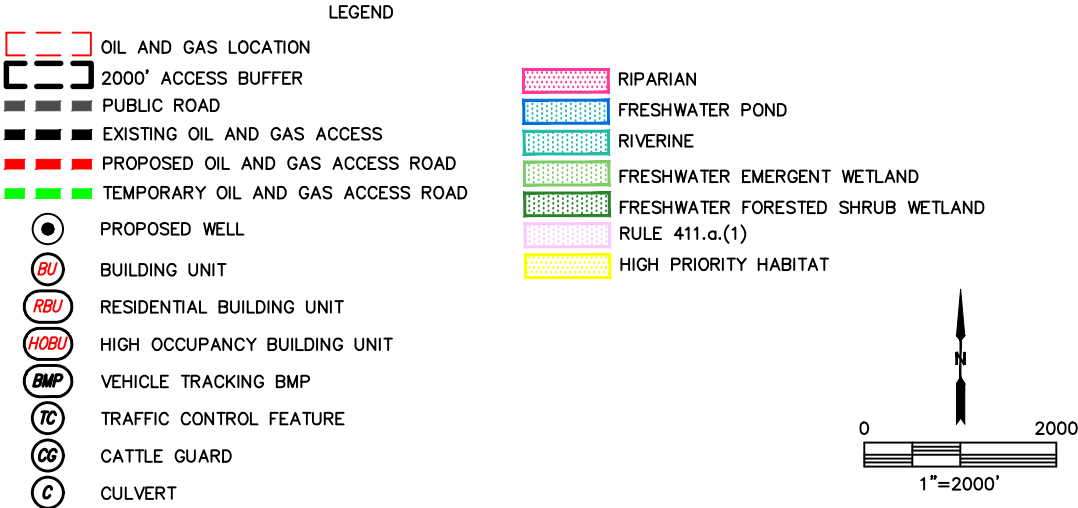 LEGEND
OIL AND GAS LOCATION
2000' ACCESS BUFFER
PUBLIC ROAD
EXISTING OIL AND GAS ACCESS
PROPOSED OIL AND GAS ACCESS ROAD
TEMPORARY OIL AND GAS ACCESS ROAD
PROPOSED WELL
BU BUILDING UNIT
RBU RESIDENTIAL BUILDING UNIT
HOBU HIGH OCCUPANCY BUILDING UNIT
BMP VEHICLE TRACKING BMP
TC TRAFFIC CONTROL FEATURE
CG CATTLE GUARD
C CULVERT
RIPARIAN
FRESHWATER POND
RIVERINE
FRESHWATER EMERGENT WETLAND
FRESHWATER FORESTED SHRUB WETLAND
RULE 411.a.(1)
HIGH PRIORITY HABITAT
N
0 2000
1"=2000'